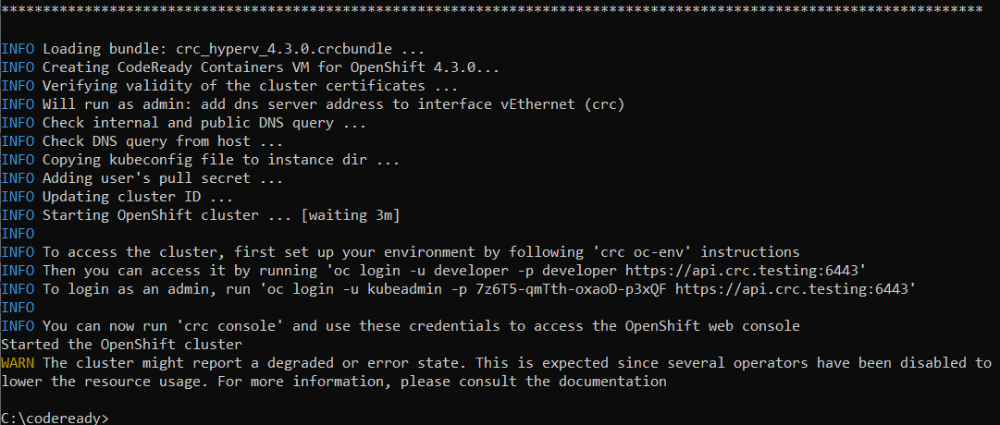 **********************************************************************************************************************
INFO Loading bundle: crc_hyperv_4.3.0.crcbundle ...
INFO Creating CodeReady Containers VM for OpenShift 4.3.0...
INFO Verifying validity of the cluster certificates ...
INFO Will run as admin: add dns server address to interface vEthernet (crc)
INFO Check internal and public DNS query ...
INFO Check DNS query from host ...
INFO Copying kubeconfig file to instance dir ...
INFO Adding user's pull secret ...
INFO Updating cluster ID ...
INFO Starting OpenShift cluster ... [waiting 3m]
INFO
INFO To access the cluster, first set up your environment by following 'crc oc-env' instructions
INFO Then you can access it by running 'oc login -u developer -p developer https://api.crc.testing:6443'
INFO To login as an admin, run 'oc login -u kubeadmin -p 7z6T5-qmTth-oxaoD-p3xQF https://api.crc.testing:6443'
INFO
INFO You can now run 'crc console' and use these credentials to access the OpenShift web console
Started the OpenShift cluster
WARN The cluster might report a degraded or error state. This is expected since several operators have been disabled to
lower the resource usage. For more information, please consult the documentation
C:\codeready>